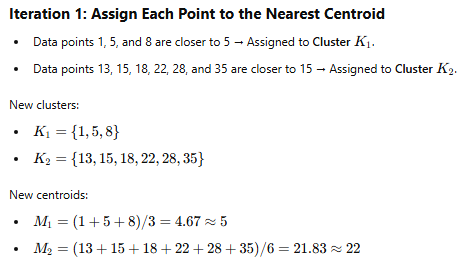 Iteration 1: Assign Each Point to the Nearest Centroid
• Data points 1, 5, and 8 are closer to 5 → Assigned to Cluster K₁.
• Data points 13, 15, 18, 22, 28, and 35 are closer to 15 → Assigned to Cluster K₂.
New clusters:
• K₁ = {1, 5, 8}
• K₂ = {13, 15, 18, 22, 28, 35}
New centroids:
• M₁ = (1 + 5 + 8)/3 = 4.67 ≈ 5
• M₂ = (13 + 15 + 18 + 22 + 28 + 35)/6 = 21.83 ≈ 22